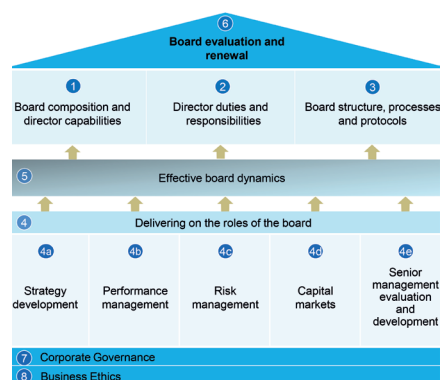 6
Board evaluation and
renewal
1
Board composition and
director capabilities
2
Director duties and
responsibilities
3
Board structure, processes
and protocols
5 Effective board dynamics
4 Delivering on the roles of the board
4a
Strategy
development
4b
Performance
management
4c
Risk
management
4d
Capital
markets
4e
Senior
management
evaluation
and
development
7 Corporate Governance
8 Business Ethics